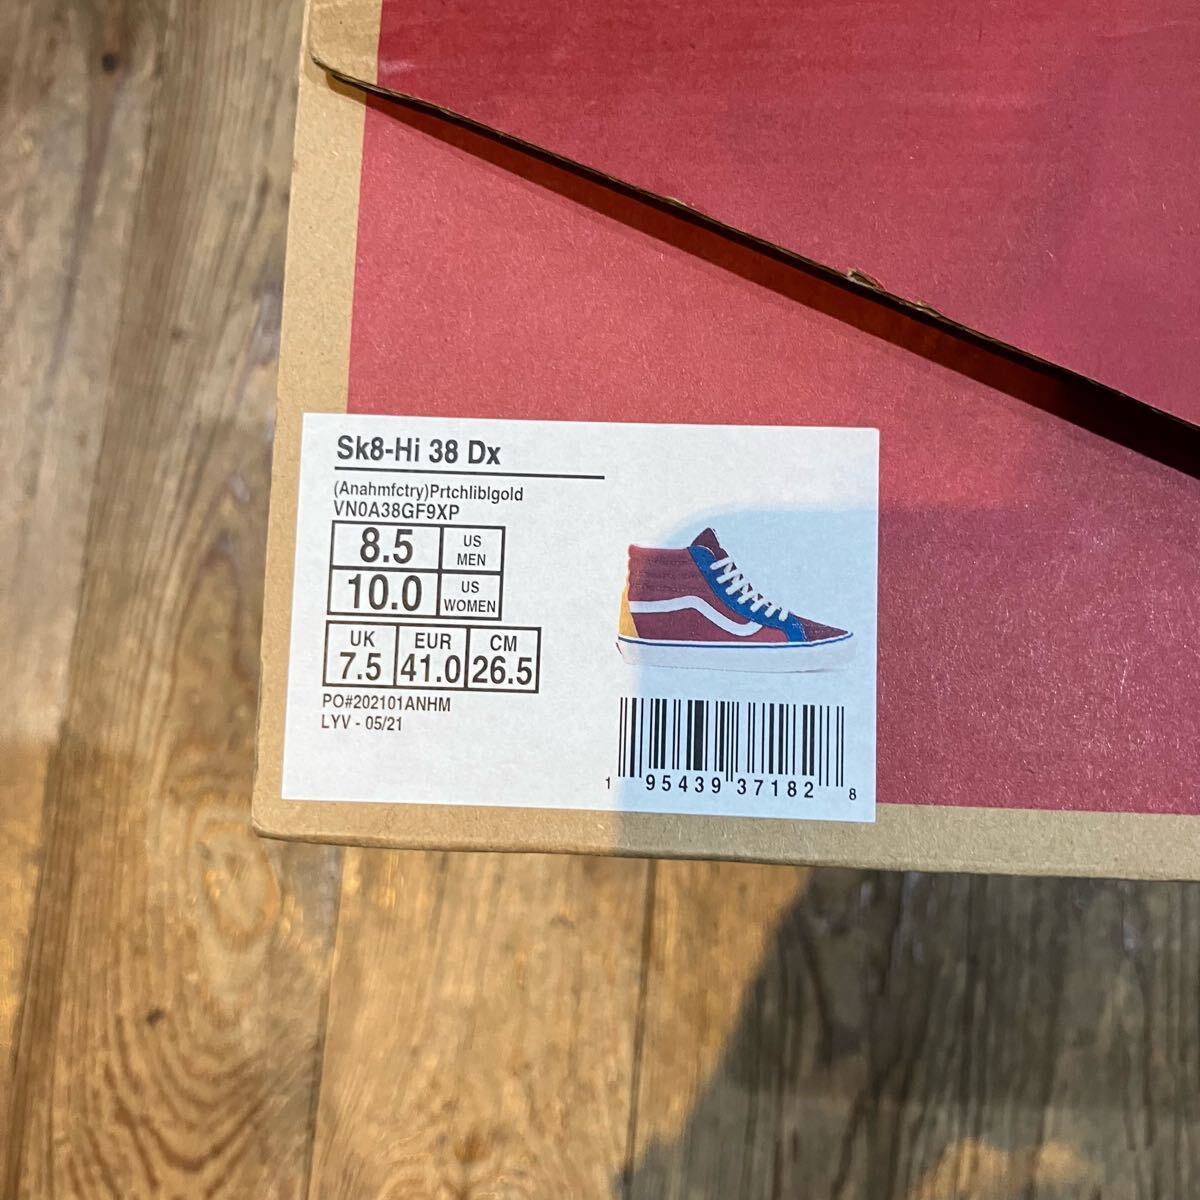 Sk8-Hi 38 Dx
(Anahmfctry)Prtchliblgold
VN0A38GF9XP
8.5 US MEN
10.0 US WOMEN
UK EUR CM
7.5 41.0 26.5
PO#202101ANHM
LYV - 05/21
1 95439 37182 8